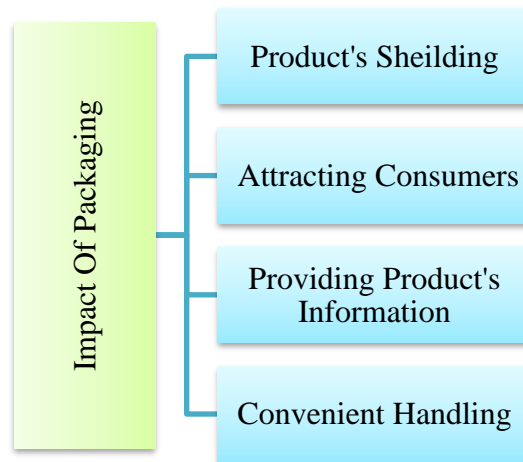 Impact Of Packaging
Product's Sheilding
Attracting Consumers
Providing Product's
Information
Convenient Handling